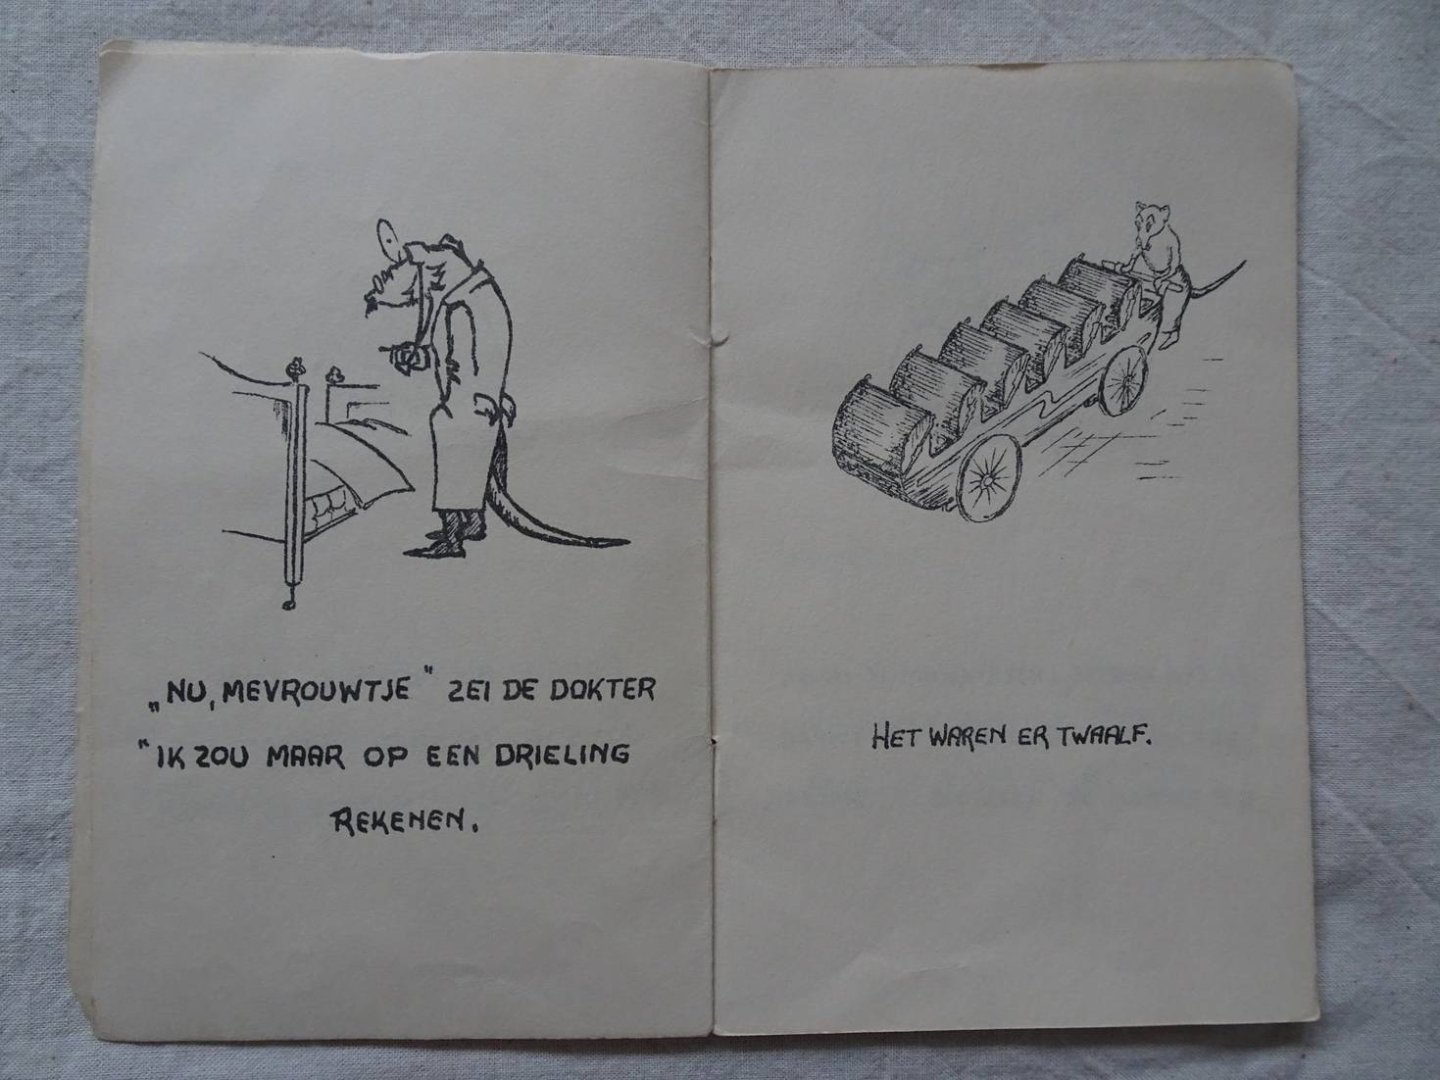 „NU, MEVROUWTJE" ZEI DE DOKTER
"IK ZOU MAAR OP EEN DRIELING
REKENEN.
HET WAREN ER TWAALF.